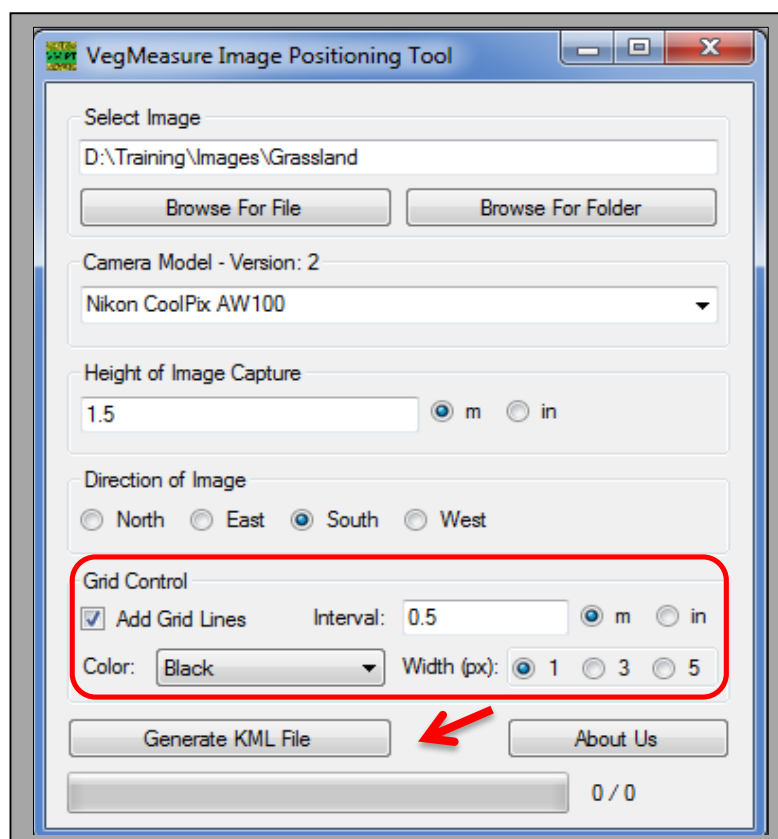 VegMeasure Image Positioning Tool
Select Image
D:\Training\Images\Grassland
Browse For File Browse For Folder
Camera Model - Version: 2
Nikon CoolPix AW100
Height of Image Capture
1.5 m in
Direction of Image
North East South West
Grid Control
Add Grid Lines Interval: 0.5 m in
Color: Black Width (px): 1 3 5
Generate KML File About Us
0 / 0